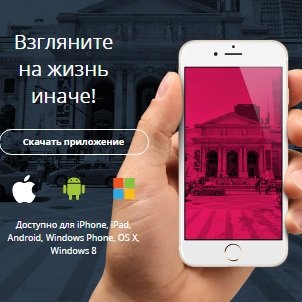 Взгляните
на жизнь
иначе!
Скачать приложение
Доступно для iPhone, iPad,
Android, Windows Phone, OS X,
Windows 8